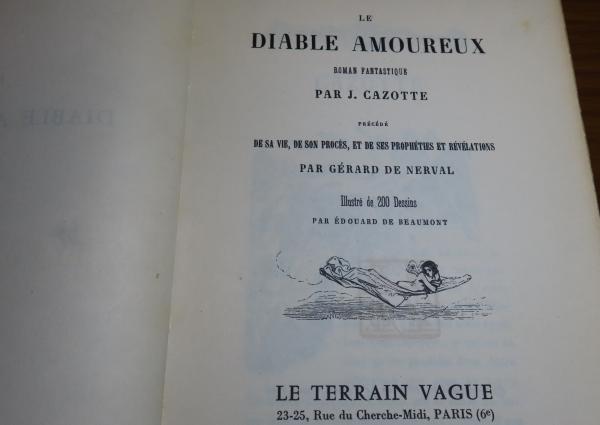 LE
DIABLE AMOUREUX
ROMAN FANTASTIQUE
PAR J. CAZOTTE
PRÉCÉDÉ
DE SA VIE, DE SON PROCÈS, ET DE SES PROPHÉTIES ET RÉVÉLATIONS
PAR GÉRARD DE NERVAL
Illustré de 200 Dessins
PAR ÉDOUARD DE BEAUMONT
LE TERRAIN VAGUE
23-25, Rue du Cherche-Midi, PARIS (6e)